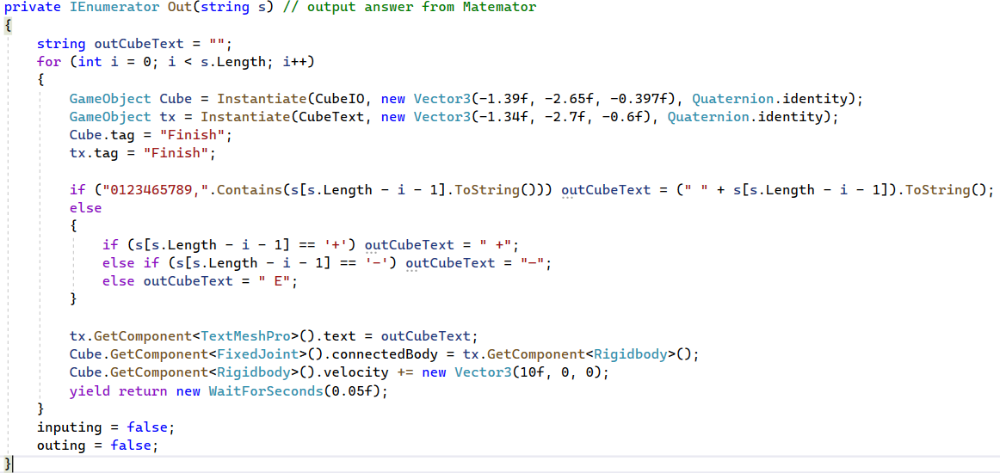 private IEnumerator Out(string s) // output answer from Matemator
{
    string outCubeText = "";
    for (int i = 0; i < s.Length; i++)
    {
        GameObject Cube = Instantiate(CubeIO, new Vector3(-1.39f, -2.65f, -0.397f), Quaternion.identity);
        GameObject tx = Instantiate(CubeText, new Vector3(-1.34f, -2.7f, -0.6f), Quaternion.identity);
        Cube.tag = "Finish";
        tx.tag = "Finish";

        if ("0123465789,".Contains(s[s.Length - i - 1].ToString())) outCubeText = (" " + s[s.Length - i - 1]).ToString();
        else
        {
            if (s[s.Length - i - 1] == '+') outCubeText = " +";
            else if (s[s.Length - i - 1] == '-') outCubeText = "—";
            else outCubeText = " E";
        }

        tx.GetComponent<TextMeshPro>().text = outCubeText;
        Cube.GetComponent<FixedJoint>().connectedBody = tx.GetComponent<Rigidbody>();
        Cube.GetComponent<Rigidbody>().velocity += new Vector3(10f, 0, 0);
        yield return new WaitForSeconds(0.05f);
    }
    inputing = false;
    outing = false;
}